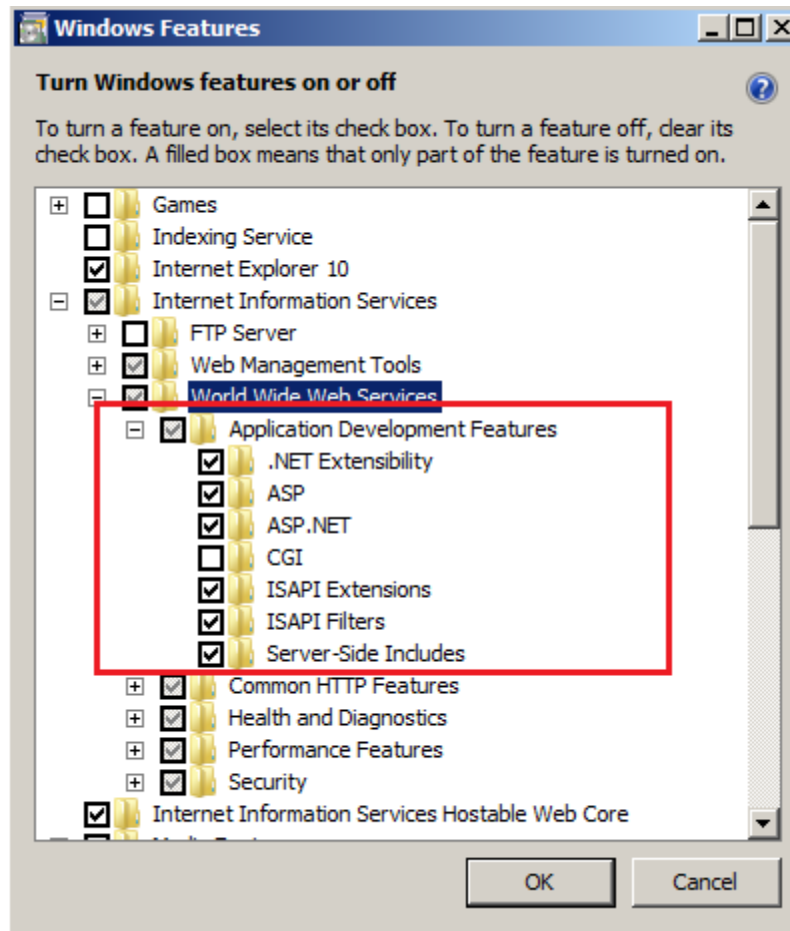 Windows Features
Turn Windows features on or off
To turn a feature on, select its check box. To turn a feature off, clear its
check box. A filled box means that only part of the feature is turned on.
Games
Indexing Service
Internet Explorer 10
Internet Information Services
FTP Server
Web Management Tools
World Wide Web Services
Application Development Features
.NET Extensibility
ASP
ASP.NET
CGI
ISAPI Extensions
ISAPI Filters
Server-Side Includes
Common HTTP Features
Health and Diagnostics
Performance Features
Security
Internet Information Services Hostable Web Core
OK Cancel